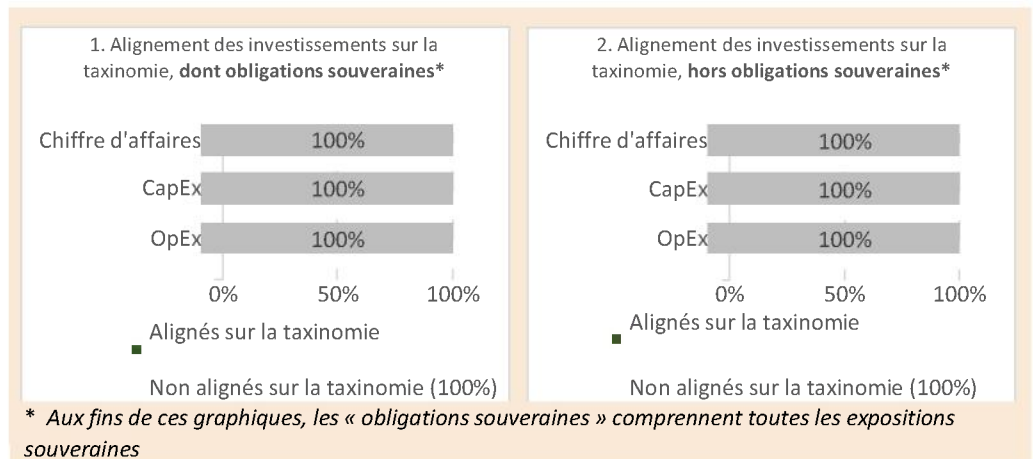 1. Alignement des investissements sur la
taxinomie, dont obligations souveraines*
Chiffre d'affaires 100%
CapEx 100%
OpEx 100%
0% 50% 100%
Alignés sur la taxinomie
Non alignés sur la taxinomie (100%)
2. Alignement des investissements sur la
taxinomie, hors obligations souveraines*
Chiffre d'affaires 100%
CapEx 100%
OpEx 100%
0% 50% 100%
Alignés sur la taxinomie
Non alignés sur la taxinomie (100%)
* Aux fins de ces graphiques, les « obligations souveraines » comprennent toutes les expositions
souveraines